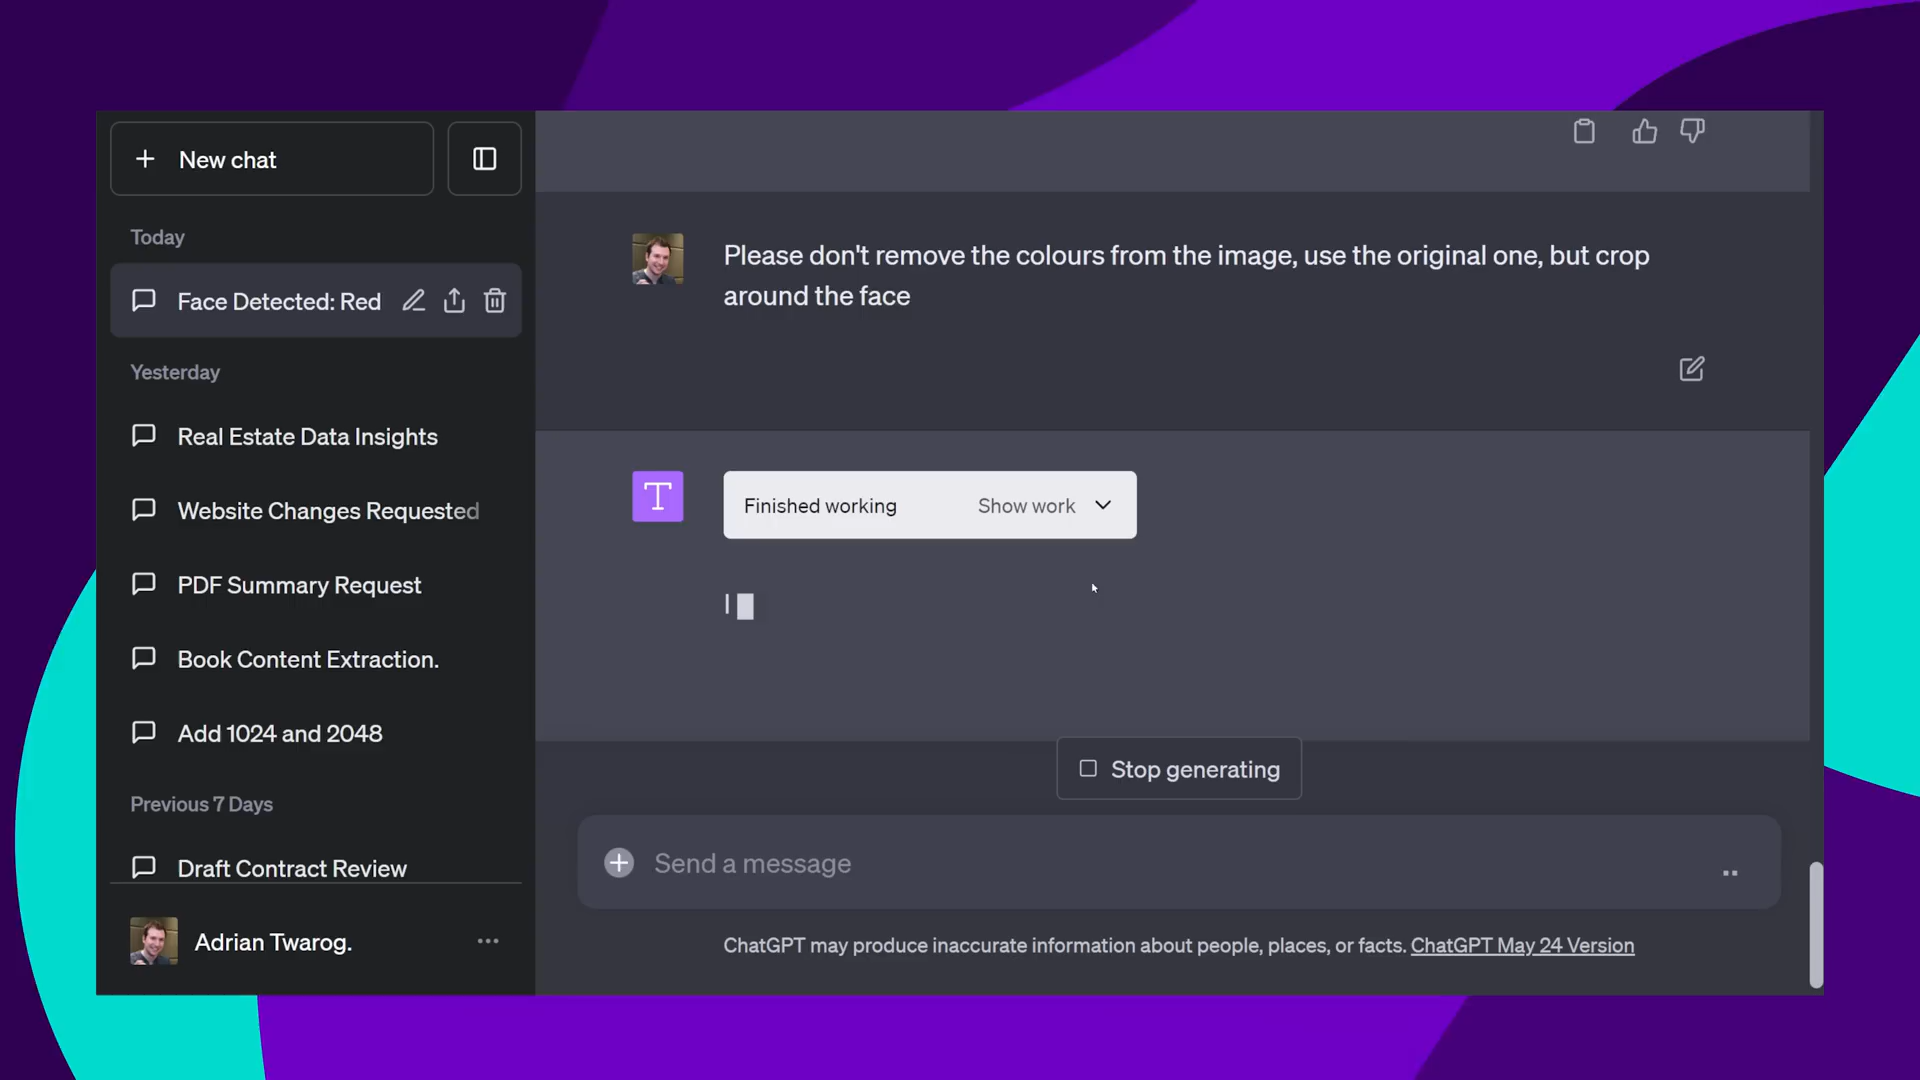 New chat
Today
Face Detected: Red
Yesterday
Real Estate Data Insights
Website Changes Requested
PDF Summary Request
Book Content Extraction.
Add 1024 and 2048
Previous 7 Days
Draft Contract Review
Adrian Twarog.
Please don't remove the colours from the image, use the original one, but crop
around the face
T
Finished working
Show work
I
Stop generating
Send a message
ChatGPT may produce inaccurate information about people, places, or facts. ChatGPT May 24 Version